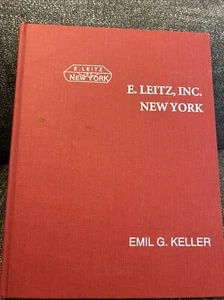 E. LEITZ
NEW YORK
E. LEITZ, INC.
NEW YORK
EMIL G. KELLER